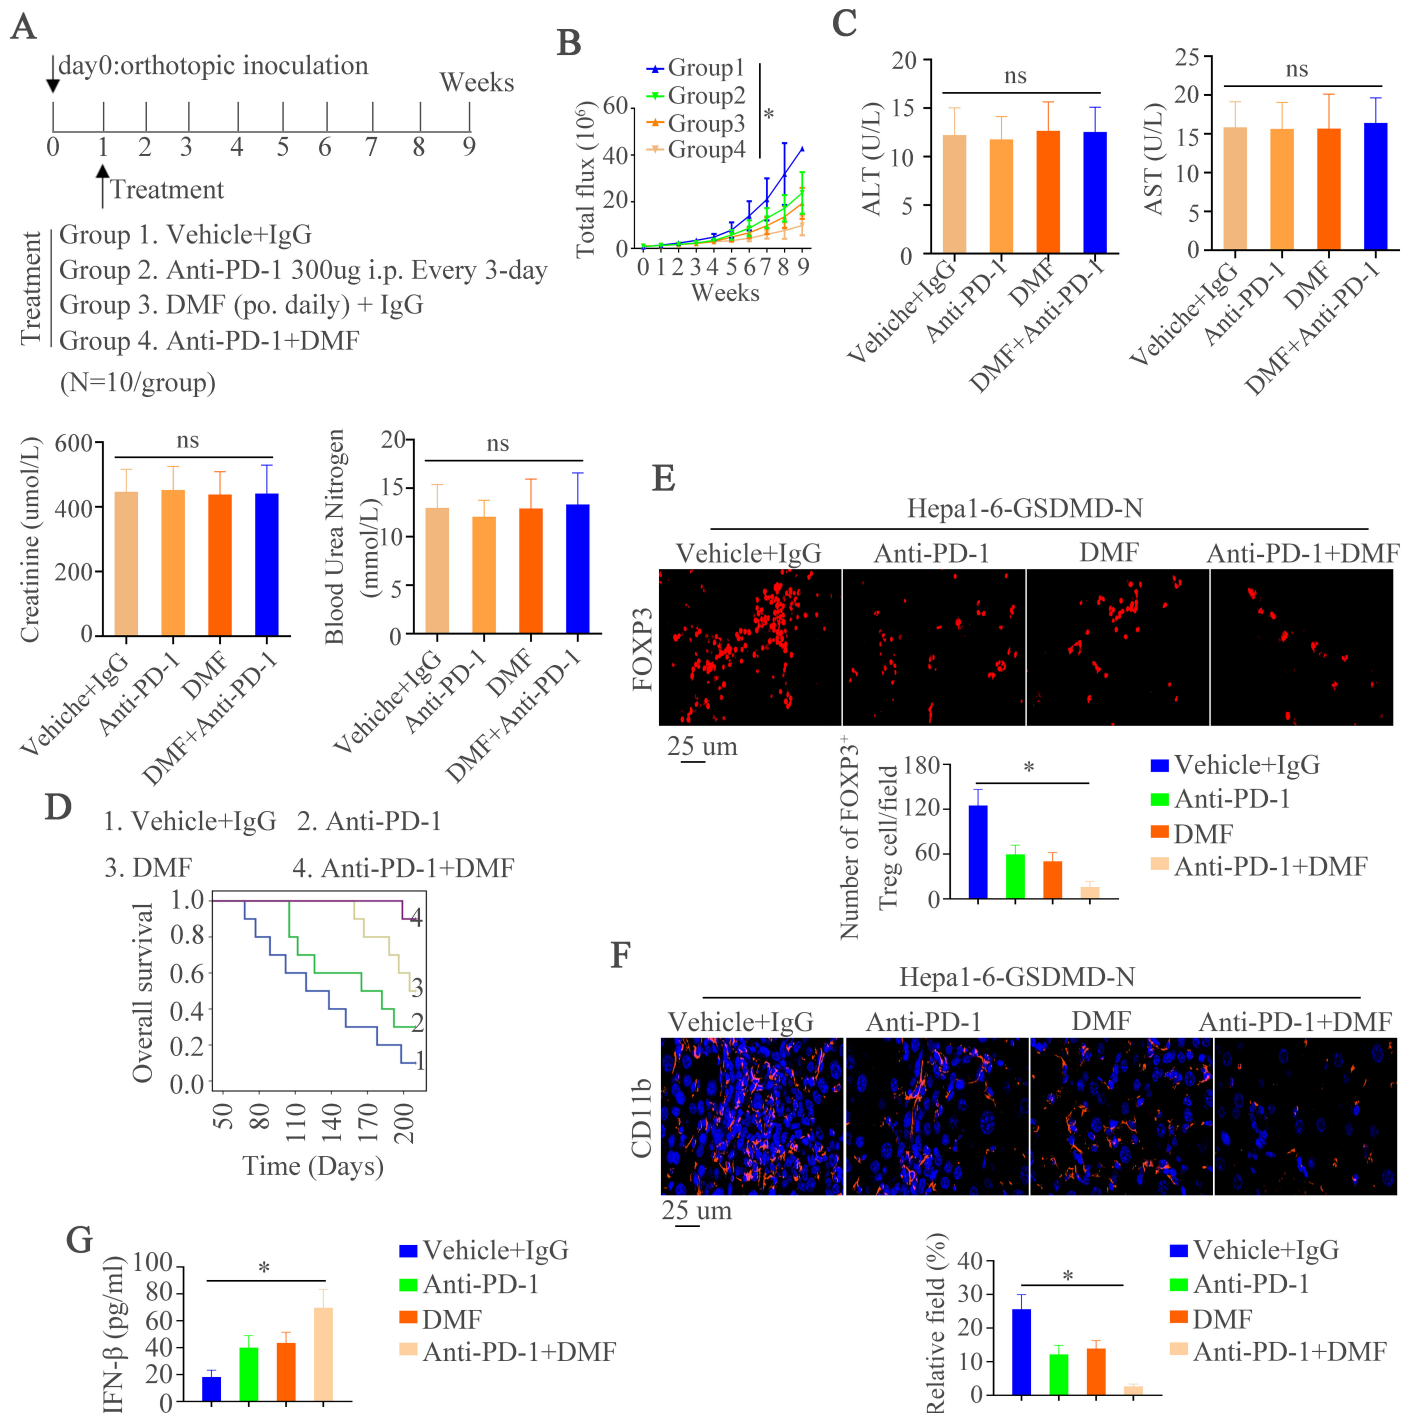 A
day0:orthotopic inoculation
Weeks
0 1 2 3 4 5 6 7 8 9
Treatment
Treatment
Group 1. Vehicle+IgG
Group 2. Anti-PD-1 300ug i.p. Every 3-day
Group 3. DMF (po. daily) + IgG
Group 4. Anti-PD-1+DMF
(N=10/group)
B
Group1
Group2
Group3
Group4
*
Total flux (10⁶)
60
40
20
0
0 1 2 3 4 5 6 7 8 9
Weeks
C
ns
ALT (U/L)
20
15
10
5
0
Vehiche+IgG
Anti-PD-1
DMF
DMF+Anti-PD-1
ns
AST (U/L)
25
20
15
10
5
0
Vehiche+IgG
Anti-PD-1
DMF
DMF+Anti-PD-1
ns
Creatinine (umol/L)
600
400
200
0
Vehiche+IgG
Anti-PD-1
DMF
DMF+Anti-PD-1
ns
Blood Urea Nitrogen
(mmol/L)
20
15
10
5
0
Vehiche+IgG
Anti-PD-1
DMF
DMF+Anti-PD-1
D
1. Vehicle+IgG 2. Anti-PD-1
3. DMF 4. Anti-PD-1+DMF
Overall survival
1.0
0.8
0.6
0.4
0.2
0.0
4
3
2
1
50 80 110 140 170 200
Time (Days)
E
Hepa1-6-GSDMD-N
Vehicle+IgG Anti-PD-1 DMF Anti-PD-1+DMF
FOXP3
25 um
Number of FOXP3⁺
Treg cell/field
180
120
60
0
*
Vehicle+IgG
Anti-PD-1
DMF
Anti-PD-1+DMF
F
Hepa1-6-GSDMD-N
Vehicle+IgG Anti-PD-1 DMF Anti-PD-1+DMF
CD11b
25 um
Relative field (%)
40
30
20
10
0
*
Vehicle+IgG
Anti-PD-1
DMF
Anti-PD-1+DMF
G
IFN-β (pg/ml)
100
80
60
40
20
0
*
Vehicle+IgG
Anti-PD-1
DMF
Anti-PD-1+DMF